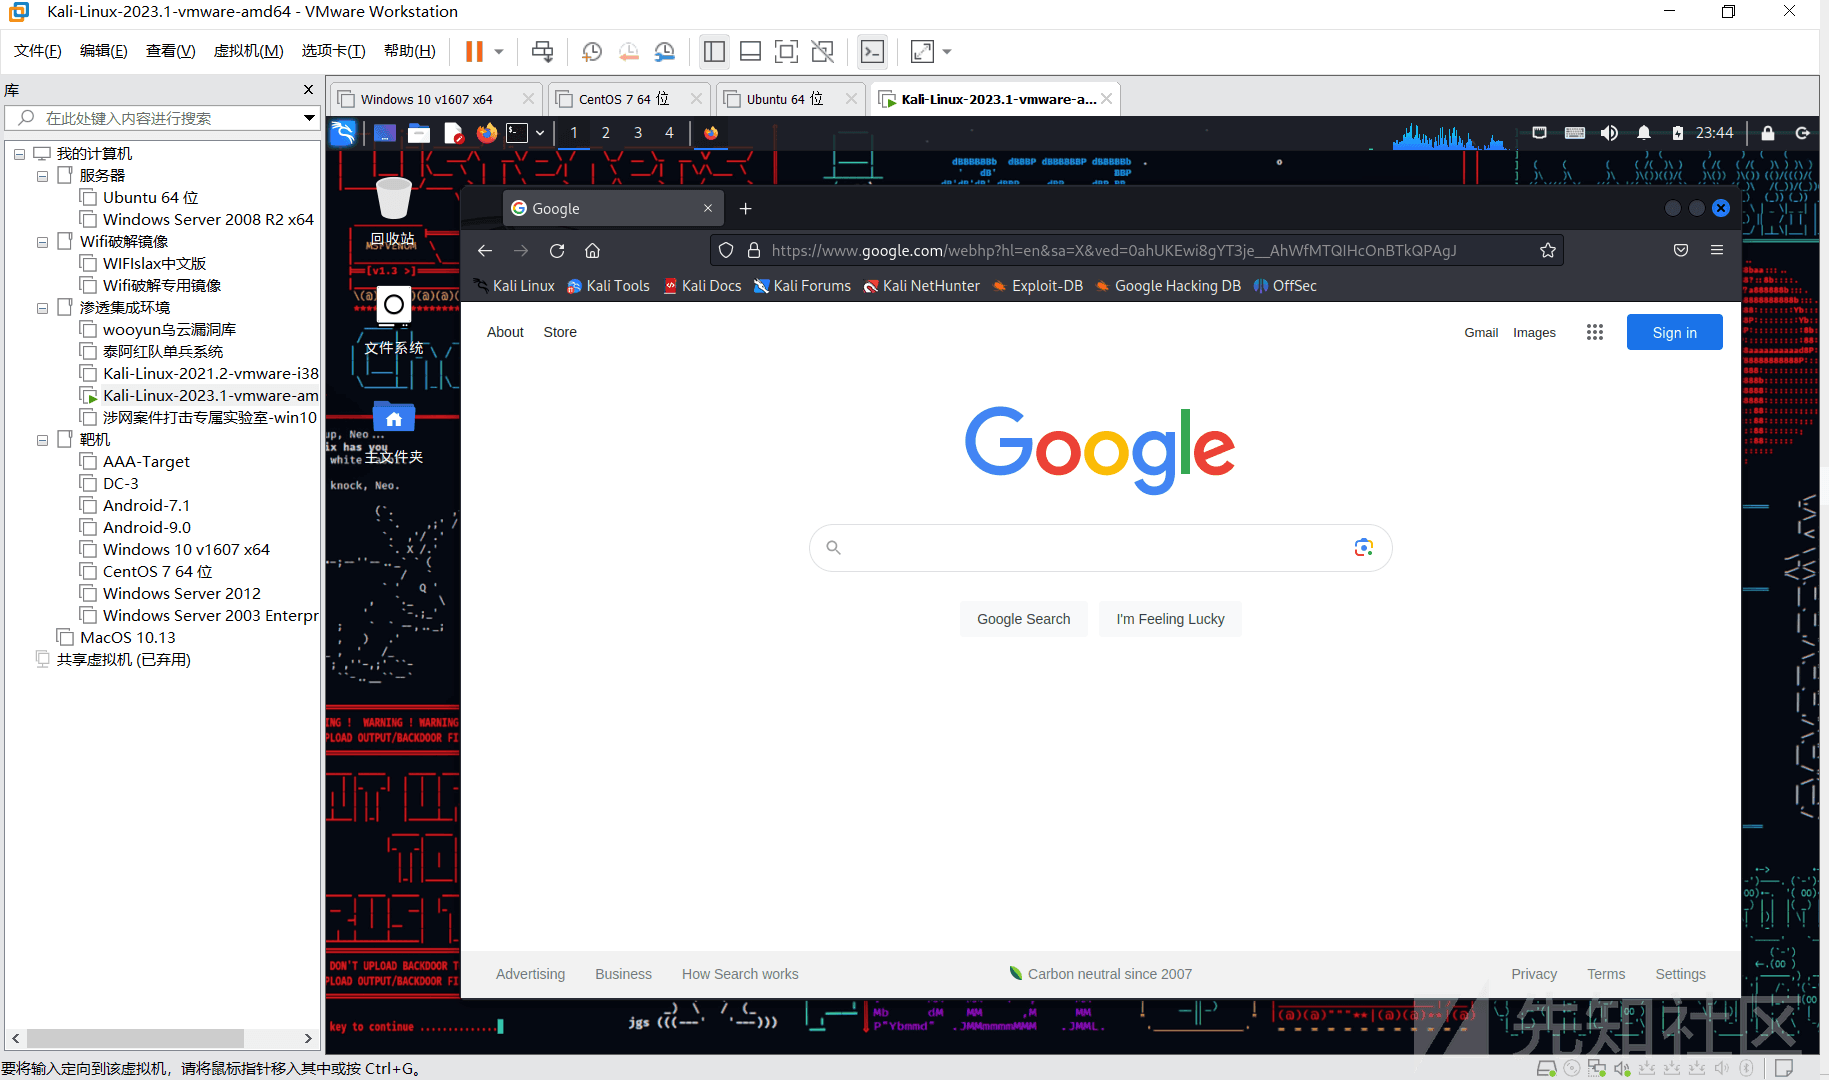 Kali-Linux-2023.1-vmware-amd64 - VMware Workstation
文件(F) 编辑(E) 查看(V) 虚拟机(M) 选项卡(T) 帮助(H)
库
在此处键入内容进行搜索
我的计算机
服务器
Ubuntu 64 位
Windows Server 2008 R2 x64
Wifi破解镜像
WIFIslax中文版
Wifi破解专用镜像
渗透集成环境
wooyun乌云漏洞库
泰阿红队单兵系统
Kali-Linux-2021.2-vmware-i38
Kali-Linux-2023.1-vmware-am
涉网案件打击专属实验室-win10
靶机
AAA-Target
DC-3
Android-7.1
Android-9.0
Windows 10 v1607 x64
CentOS 7 64 位
Windows Server 2012
Windows Server 2003 Enterpr
MacOS 10.13
共享虚拟机 (已弃用)
Windows 10 v1607 x64 CentOS 7 64 位 Ubuntu 64 位 Kali-Linux-2023.1-vmware-a...
1 2 3 4 23:44
回收站
文件系统
主文件夹
[v1.3 >]
up, Neo...
ix has you
white
knock, Neo.
NG ! WARNING ! WARNING
PLOAD OUTPUT/BACKDOOR FI
DON'T UPLOAD BACKDOOR T
PLOAD OUTPUT/BACKDOOR FI
key to continue ..............
jgs
Google
https://www.google.com/webhp?hl=en&sa=X&ved=0ahUKEwi8gYT3je__AhWfMTQIHcOnBTkQPAgJ
Kali Linux Kali Tools Kali Docs Kali Forums Kali NetHunter Exploit-DB Google Hacking DB OffSec
About Store Gmail Images Sign in
Google
Google Search I'm Feeling Lucky
Advertising Business How Search works Carbon neutral since 2007 Privacy Terms Settings
先知社区
要将输入定向到该虚拟机，请将鼠标指针移入其中或按 Ctrl+G。